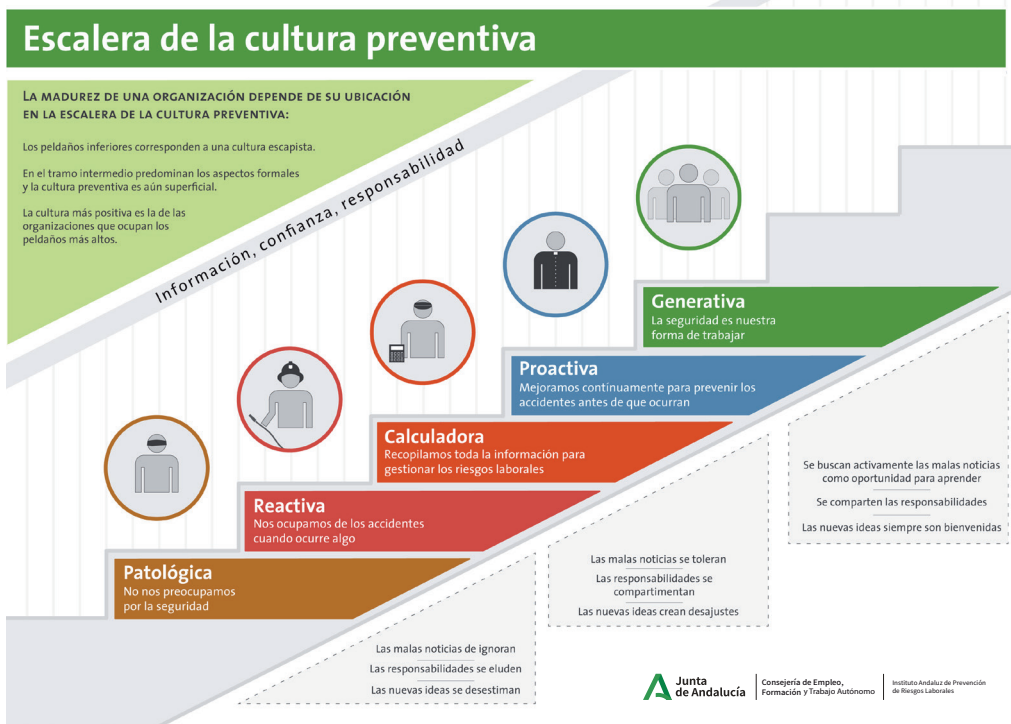 Escalera de la cultura preventiva
LA MADUREZ DE UNA ORGANIZACIÓN DEPENDE DE SU UBICACIÓN
EN LA ESCALERA DE LA CULTURA PREVENTIVA:
Los peldaños inferiores corresponden a una cultura escapista.
En el tramo intermedio predominan los aspectos formales
y la cultura preventiva es aún superficial.
La cultura más positiva es la de las
organizaciones que ocupan los
peldaños más altos.
Información, confianza, responsabilidad
Generativa
La seguridad es nuestra
forma de trabajar
Proactiva
Mejoramos continuamente para prevenir los
accidentes antes de que ocurran
Calculadora
Recopilamos toda la información para
gestionar los riesgos laborales
Reactiva
Nos ocupamos de los accidentes
cuando ocurre algo
Patológica
No nos preocupamos
por la seguridad
Se buscan activamente las malas noticias
como oportunidad para aprender
Se comparten las responsabilidades
Las nuevas ideas siempre son bienvenidas
Las malas noticias se toleran
Las responsabilidades se
compartimentan
Las nuevas ideas crean desajustes
Las malas noticias de ignoran
Las responsabilidades se eluden
Las nuevas ideas se desestiman
Junta
de Andalucía
Consejería de Empleo,
Formación y Trabajo Autónomo
Instituto Andaluz de Prevención
de Riesgos Laborales